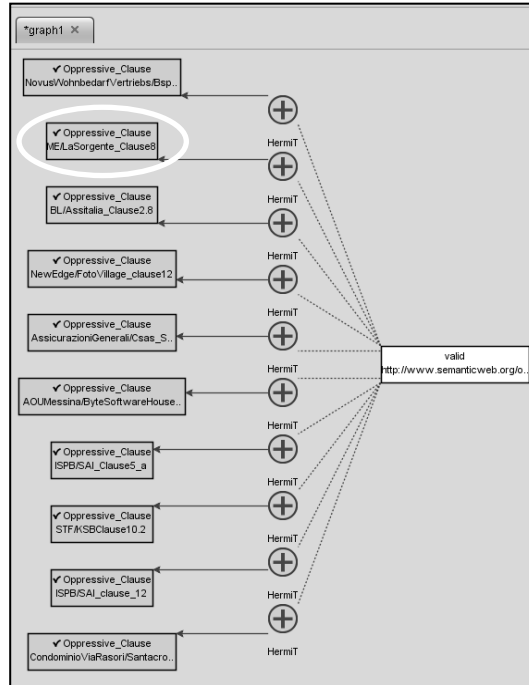 *graph1 ×
✔ Oppressive_Clause
NovusWohnbedarfVertriebs/Bsp..
✔ Oppressive_Clause
ME/LaSorgente_Clause8
HermiT
✔ Oppressive_Clause
BL/Assitalia_Clause2.8
HermiT
✔ Oppressive_Clause
NewEdge/FotoVillage_clause12
HermiT
✔ Oppressive_Clause
AssicurazioniGenerali/Csas_S..
HermiT
valid
http://www.semanticweb.org/o..
✔ Oppressive_Clause
AOUMessina/ByteSoftwareHouse..
HermiT
✔ Oppressive_Clause
ISPB/SAI_Clause5_a
HermiT
✔ Oppressive_Clause
STF/KSBClause10.2
HermiT
✔ Oppressive_Clause
ISPB/SAI_clause_12
HermiT
✔ Oppressive_Clause
CondominioViaRasori/Santacro..
HermiT
HermiT